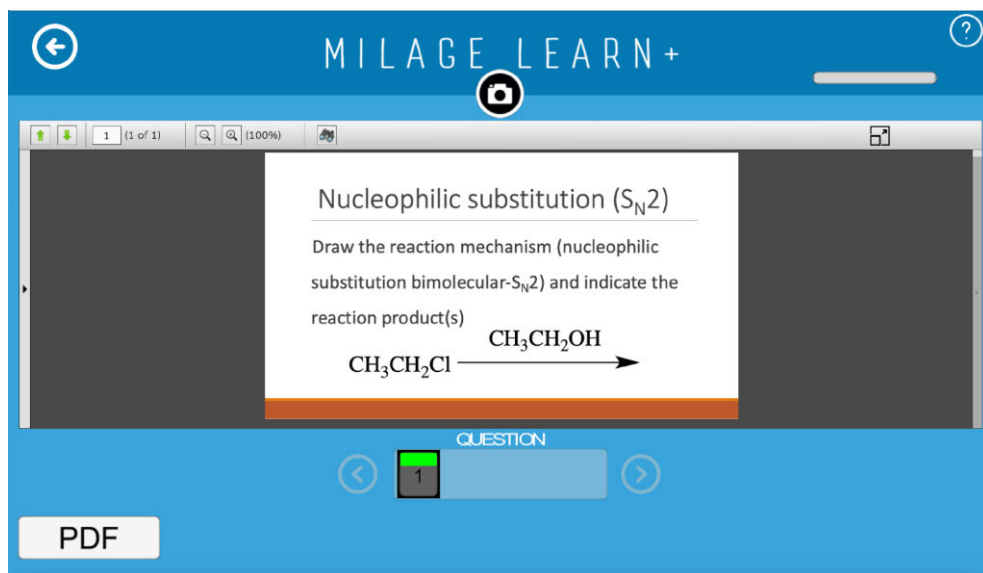 ?
MILAGE LEARN+
1 (1 of 1) (100%)
Nucleophilic substitution (SN2)
Draw the reaction mechanism (nucleophilic
substitution bimolecular-SN2) and indicate the
reaction product(s)
CH3CH2OH
CH3CH2Cl
QUESTION
1
PDF